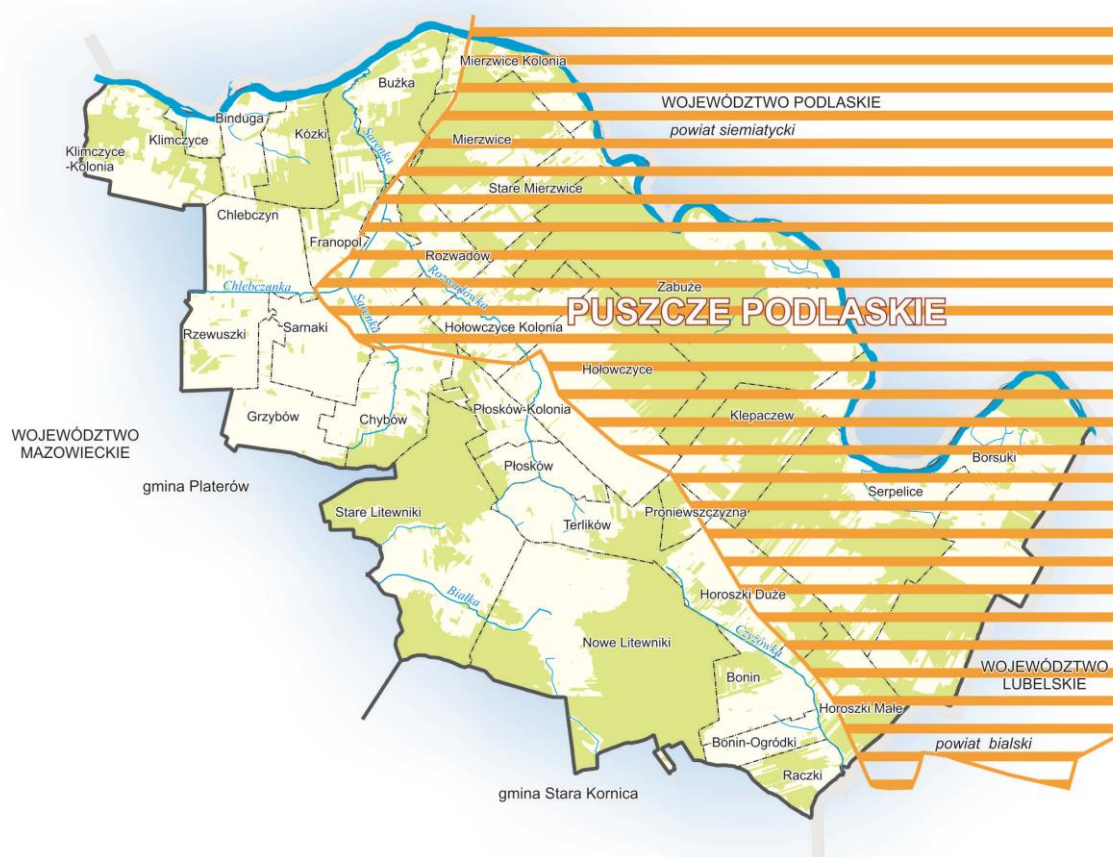 Mierzwice Kolonia
Bużka
WOJEWÓDZTWO PODLASKIE
powiat siemiatycki
Binduga
Kózki
Klimczyce
Sarenka
Mierzwice
Klimczyce
-Kolonia
Stare Mierzwice
Chlebczyn
Franopol
Rozwadów
Rozwadówka
Chlebczanka
Zabuże
PUSZCZE PODLASKIE
Sarenka
Rzewuszki
Sarnaki
Hołowczyce Kolonia
Hołowczyce
Grzybów
Chybów
Płosków-Kolonia
Klepaczew
WOJEWÓDZTWO
MAZOWIECKIE
gmina Platerów
Płosków
Borsuki
Serpelice
Stare Litewniki
Terlików
Proniewszczyzna
Białka
Horoszki Duże
Czyżówka
Nowe Litewniki
Bonin
WOJEWÓDZTWO
LUBELSKIE
Horoszki Małe
Bonin-Ogródki
powiat bialski
Raczki
gmina Stara Kornica